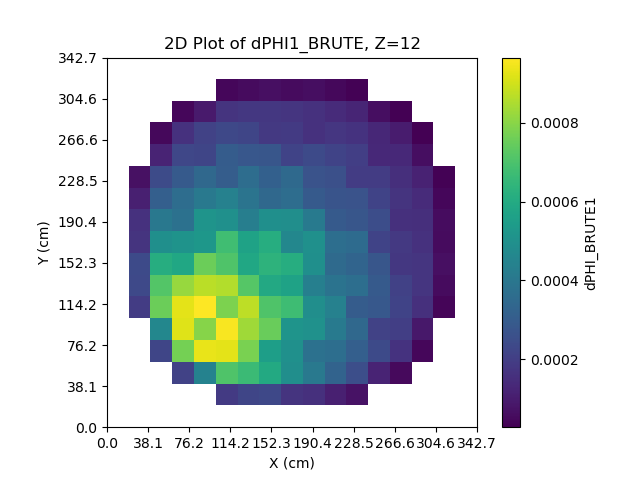 2D Plot of dPHI1_BRUTE, Z=12
342.7
304.6
266.6
228.5
190.4
152.3
114.2
76.2
38.1
0.0
Y (cm)
0.0 38.1 76.2 114.2 152.3 190.4 228.5 266.6 304.6 342.7
X (cm)
0.0008
0.0006
0.0004
0.0002
dPHI_BRUTE1